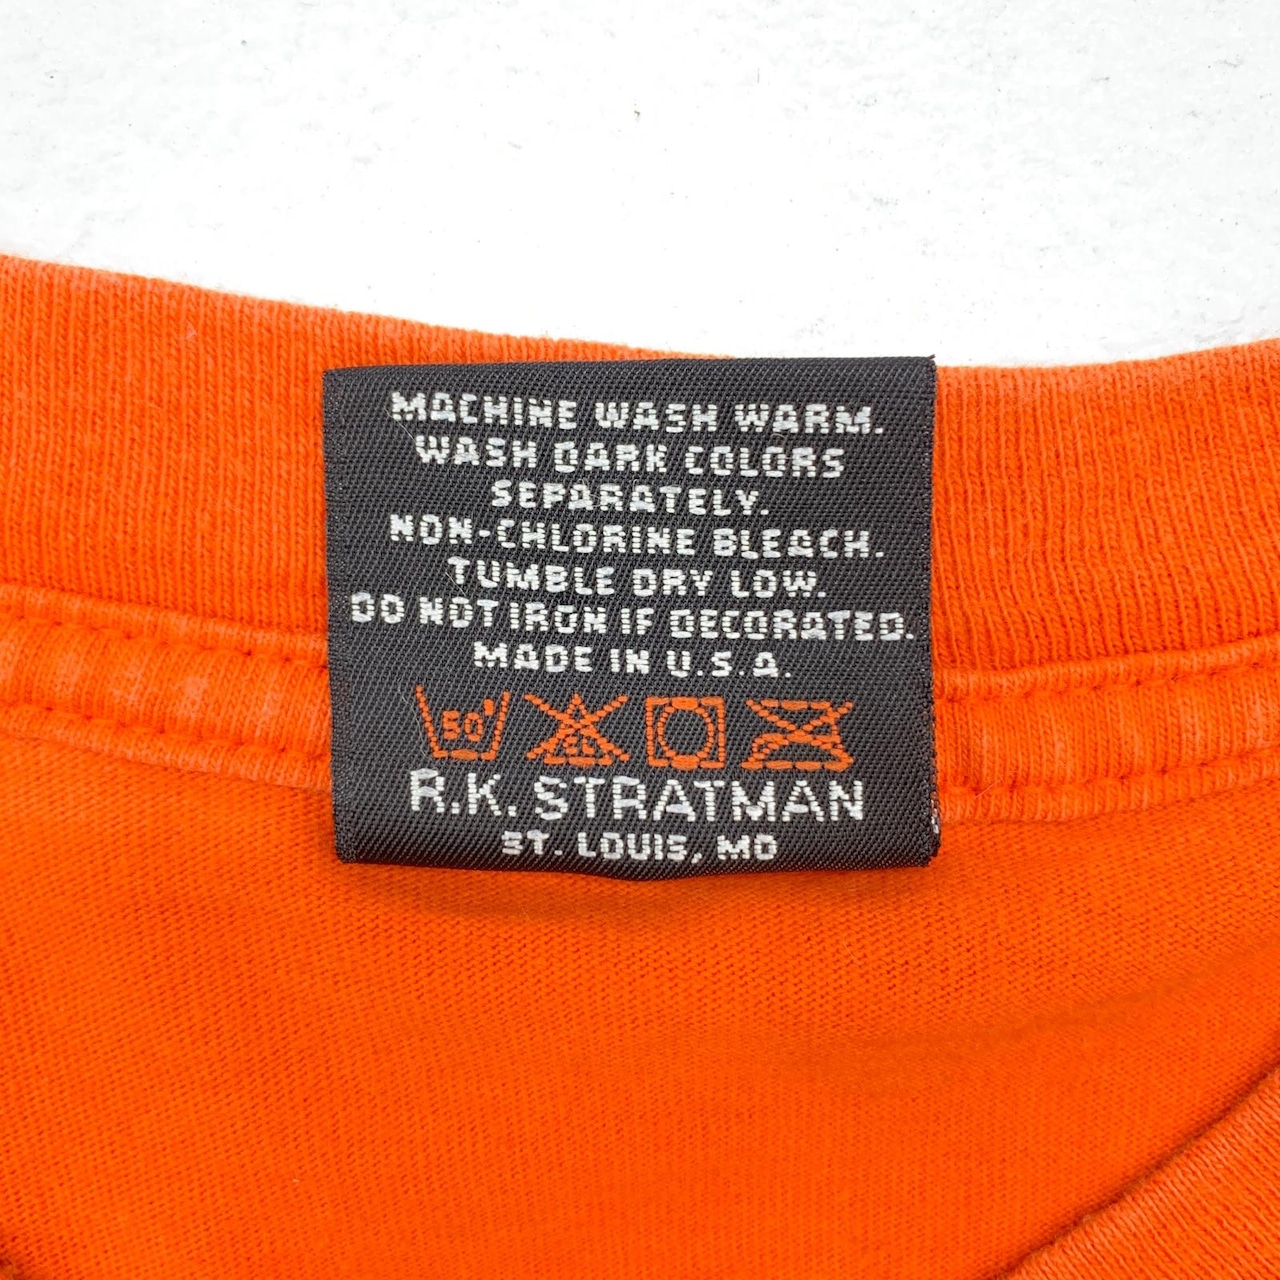 MACHINE WASH WARM.
WASH DARK COLORS
SEPARATELY.
NON-CHLORINE BLEACH.
TUMBLE DRY LOW.
DO NOT IRON IF DECORATED.
MADE IN U.S.A.
50° CL
R.K. STRATMAN
ST. LOUIS, MO